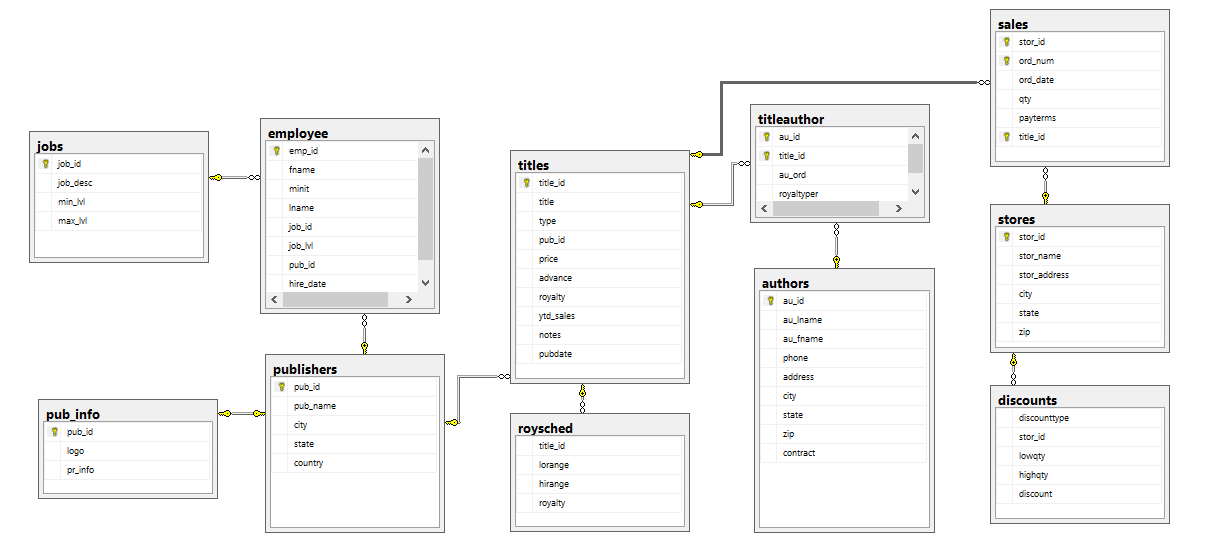 jobs
job_id
job_desc
min_lvl
max_lvl
employee
emp_id
fname
minit
lname
job_id
job_lvl
pub_id
hire_date
pub_info
pub_id
logo
pr_info
publishers
pub_id
pub_name
city
state
country
titles
title_id
title
type
pub_id
price
advance
royalty
ytd_sales
notes
pubdate
roysched
title_id
lorange
hirange
royalty
titleauthor
au_id
title_id
au_ord
royaltyper
authors
au_id
au_lname
au_fname
phone
address
city
state
zip
contract
sales
stor_id
ord_num
ord_date
qty
payterms
title_id
stores
stor_id
stor_name
stor_address
city
state
zip
discounts
discounttype
stor_id
lowqty
highqty
discount